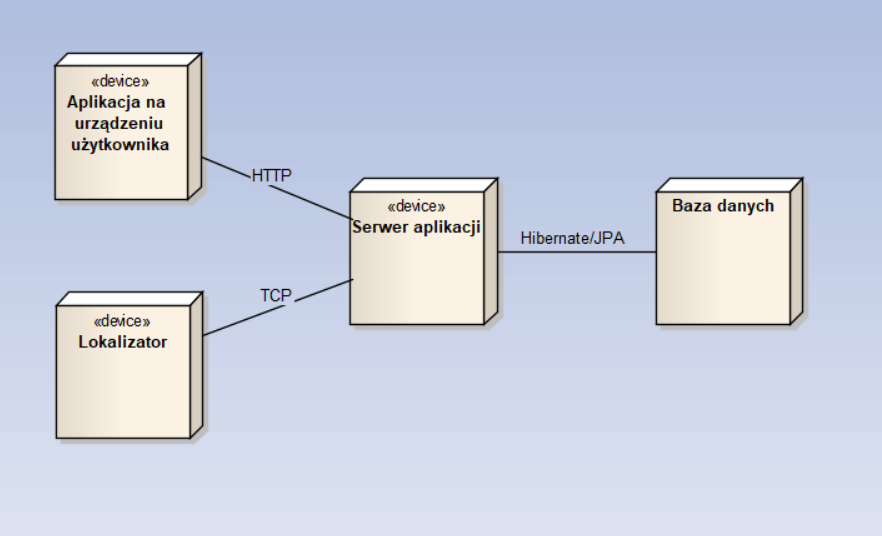 «device»
Aplikacja na
urządzeniu
użytkownika
HTTP
«device»
Serwer aplikacji
Hibernate/JPA
Baza danych
TCP
«device»
Lokalizator